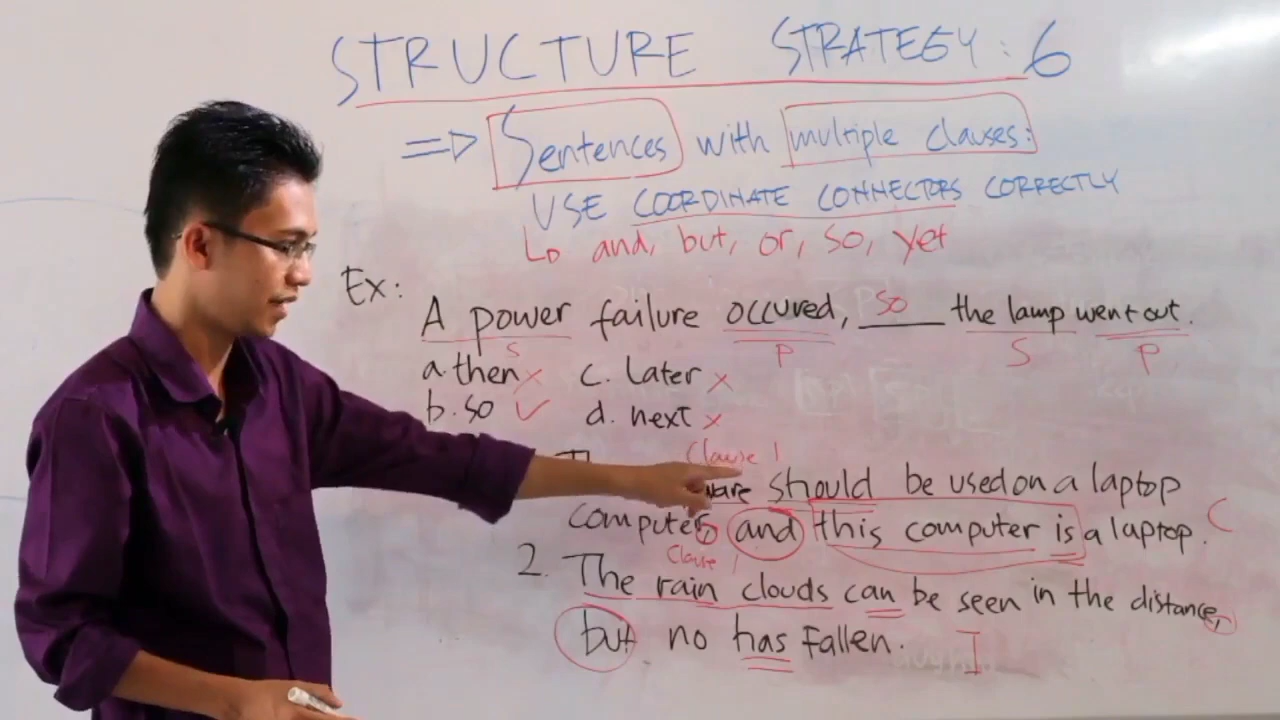 STRUCTURE STRATEGY: 6
=> Sentences with multiple clauses:
USE COORDINATE CONNECTORS CORRECTLY
and, but, or, so, yet
Ex:
A power failure occured, so the lamp went out.
S P S P
a. then x c. Later x
b. so ✓ d. next x
Clause 1
should be used on a laptop
computer, and this computer is a laptop. C
Clause 1
2. The rain clouds can be seen in the distance,
but no has fallen. I